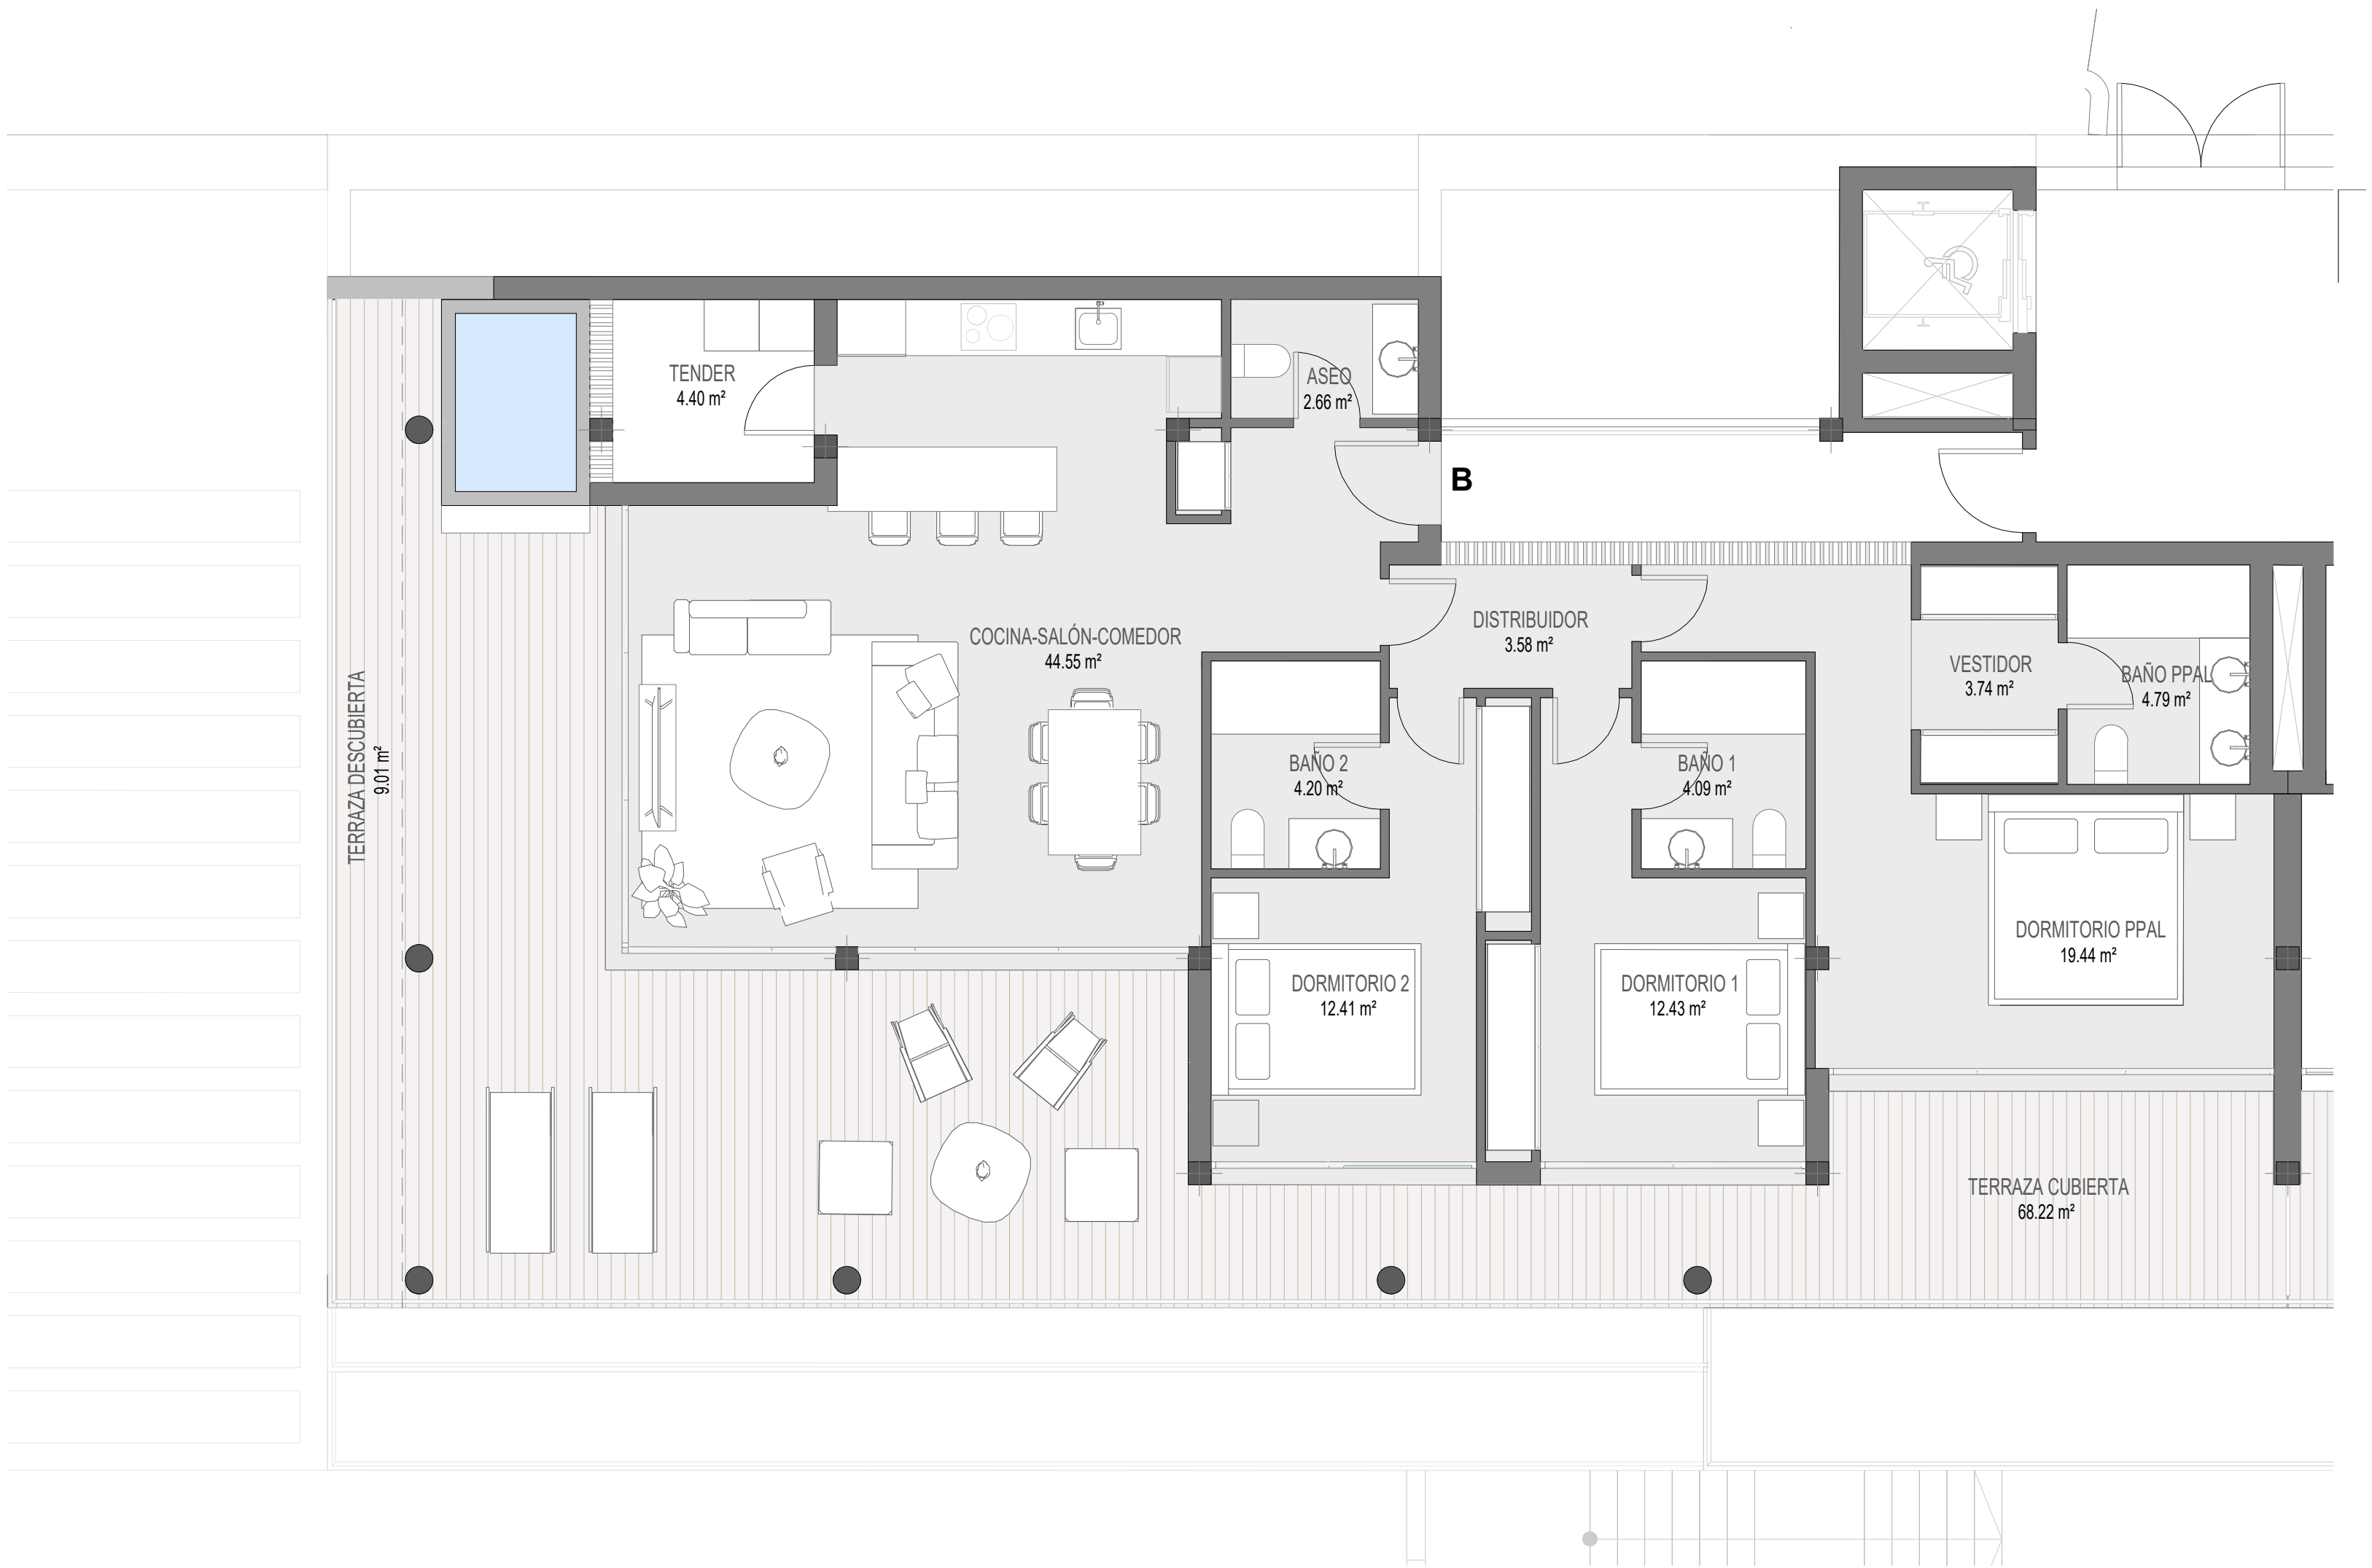 TENDER
4.40 m²
ASEO
2.66 m²
B
COCINA-SALÓN-COMEDOR
44.55 m²
DISTRIBUIDOR
3.58 m²
VESTIDOR
3.74 m²
BAÑO PPAL
4.79 m²
TERRAZA DESCUBIERTA
9.01 m²
BAÑO 2
4.20 m²
BAÑO 1
4.09 m²
DORMITORIO PPAL
19.44 m²
DORMITORIO 2
12.41 m²
DORMITORIO 1
12.43 m²
TERRAZA CUBIERTA
68.22 m²